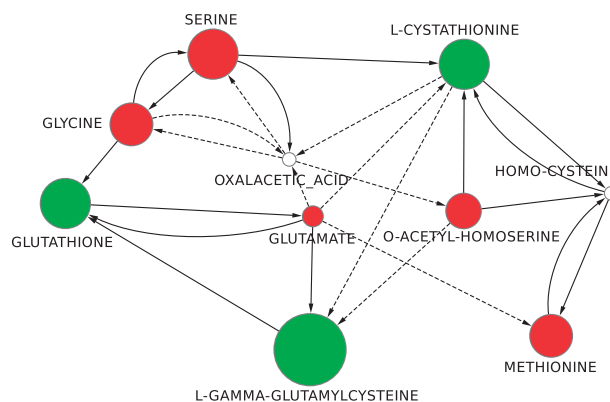 SERINE
L-CYSTATHIONINE
GLYCINE
OXALACETIC_ACID
HOMO-CYSTEIN
GLUTATHIONE
GLUTAMATE
O-ACETYL-HOMOSERINE
METHIONINE
L-GAMMA-GLUTAMYLCYSTEINE